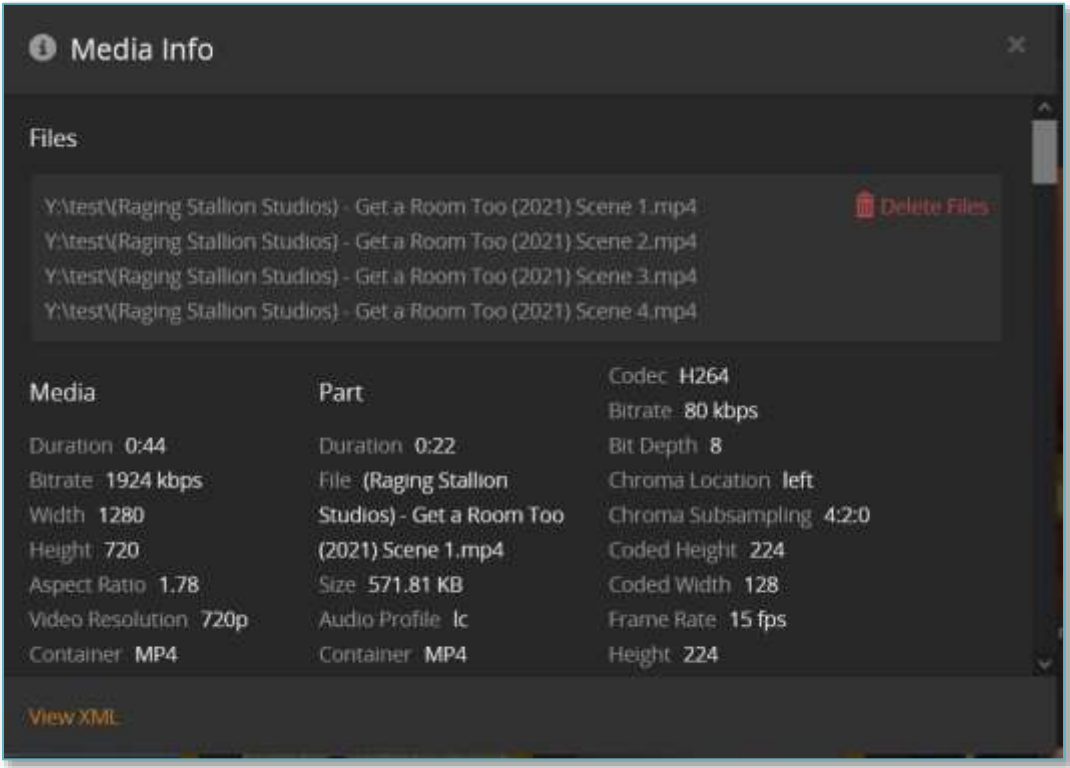 Media Info
Files
Y:\test\(Raging Stallion Studios) - Get a Room Too (2021) Scene 1.mp4
Delete Files
Y:\test\(Raging Stallion Studios) - Get a Room Too (2021) Scene 2.mp4
Y:\test\(Raging Stallion Studios) - Get a Room Too (2021) Scene 3.mp4
Y:\test\(Raging Stallion Studios) - Get a Room Too (2021) Scene 4.mp4
Media
Duration 0:44
Bitrate 1924 kbps
Width 1280
Height 720
Aspect Ratio 1.78
Video Resolution 720p
Container MP4
Part
Duration 0:22
File (Raging Stallion
Studios) - Get a Room Too
(2021) Scene 1.mp4
Size 571.81 KB
Audio Profile lc
Container MP4
Codec H264
Bitrate 80 kbps
Bit Depth 8
Chroma Location left
Chroma Subsampling 4:2:0
Coded Height 224
Coded Width 128
Frame Rate 15 fps
Height 224
View XML